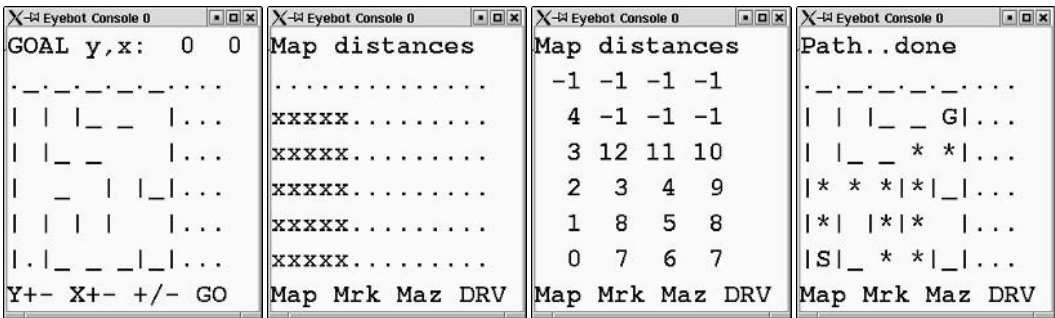 X-⋈ Eyebot Console 0
GOAL y,x:  0  0
._._._._._....
| | |_ _  |...
| |_ _    |...
|  _  | |_|...
| | | |   |...
|.|_ _ _|_|...
Y+- X+- +/- GO
X-⋈ Eyebot Console 0
Map distances
..............
xxxxx.........
xxxxx.........
xxxxx.........
xxxxx.........
xxxxx.........
Map Mrk Maz DRV
X-⋈ Eyebot Console 0
Map distances
-1 -1 -1 -1
4 -1 -1 -1
3 12 11 10
2 3 4 9
1 8 5 8
0 7 6 7
Map Mrk Maz DRV
X-⋈ Eyebot Console 0
Path..done
._._._._._....
| | |_ _ G|...
| |_ _ * *|...
|* * *|*|_|...
|*| |*|*  |...
|S|_ * *|_|...
Map Mrk Maz DRV